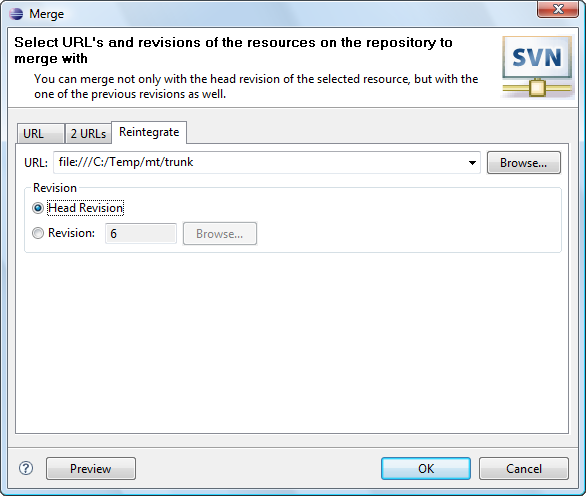 Merge
Select URL's and revisions of the resources on the repository to
merge with
You can merge not only with the head revision of the selected resource, but with the
one of the previous revisions as well.
SVN
URL 2 URLs Reintegrate
URL: file:///C:/Temp/mt/trunk Browse...
Revision
Head Revision
Revision: 6 Browse...
? Preview OK Cancel